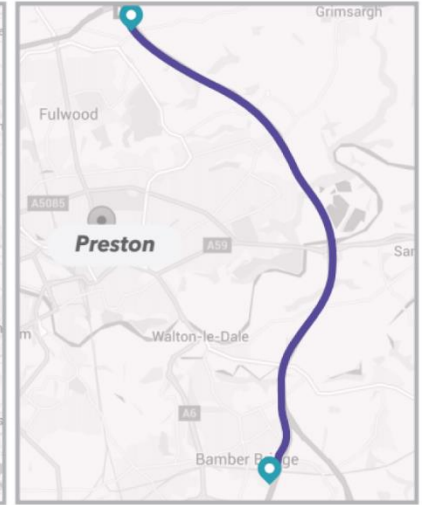 Grimsargh
Fulwood
A5085
Preston
A59
Walton-le-Dale
A6